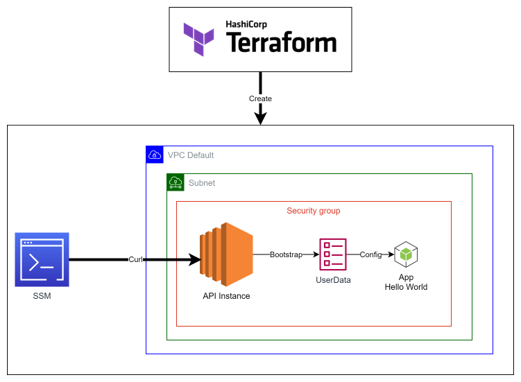 HashiCorp
Terraform
Create
VPC Default
Subnet
Security group
Curl
Bootstrap
Config
SSM
API Instance
UserData
App
Hello World